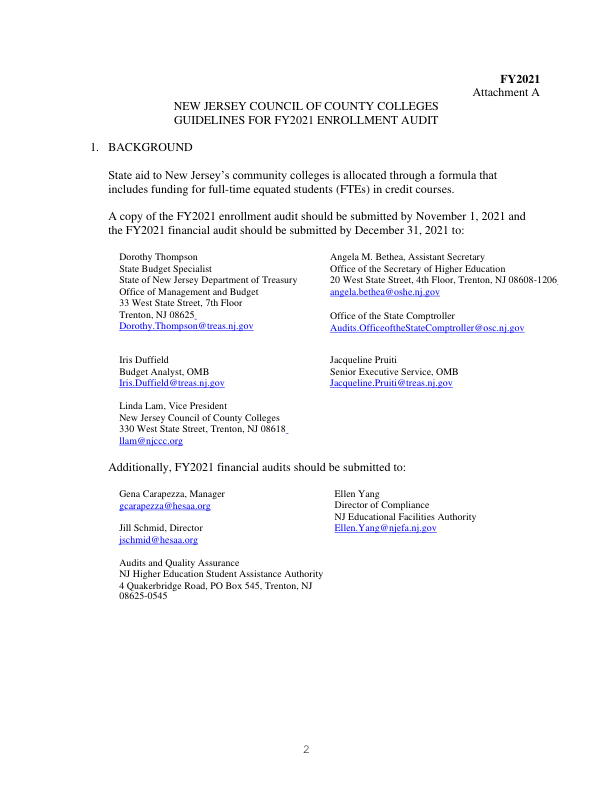 FY2021
Attachment A
NEW JERSEY COUNCIL OF COUNTY COLLEGES
GUIDELINES FOR FY2021 ENROLLMENT AUDIT
1. BACKGROUND
State aid to New Jersey's community colleges is allocated through a formula that
includes funding for full-time equated students (FTEs) in credit courses.
A copy of the FY2021 enrollment audit should be submitted by November 1, 2021 and
the FY2021 financial audit should be submitted by December 31, 2021 to:
Dorothy Thompson
State Budget Specialist
State of New Jersey Department of Treasury
Office of Management and Budget
33 West State Street, 7th Floor
Trenton, NJ 08625
Dorothy.Thompson@treas.nj.gov
Angela M. Bethea, Assistant Secretary
Office of the Secretary of Higher Education
20 West State Street, 4th Floor, Trenton, NJ 08608-1206
angela.bethea@oshe.nj.gov
Office of the State Comptroller
Audits.OfficeoftheStateComptroller@osc.nj.gov
Iris Duffield
Budget Analyst, OMB
Iris.Duffield@treas.nj.gov
Jacqueline Pruiti
Senior Executive Service, OMB
Jacqueline.Pruiti@treas.nj.gov
Linda Lam, Vice President
New Jersey Council of County Colleges
330 West State Street, Trenton, NJ 08618
llam@njccc.org
Additionally, FY2021 financial audits should be submitted to:
Gena Carapezza, Manager
gcarapezza@hesaa.org
Jill Schmid, Director
jschmid@hesaa.org
Audits and Quality Assurance
NJ Higher Education Student Assistance Authority
4 Quakerbridge Road, PO Box 545, Trenton, NJ
08625-0545
Ellen Yang
Director of Compliance
NJ Educational Facilities Authority
Ellen.Yang@njefa.nj.gov
2